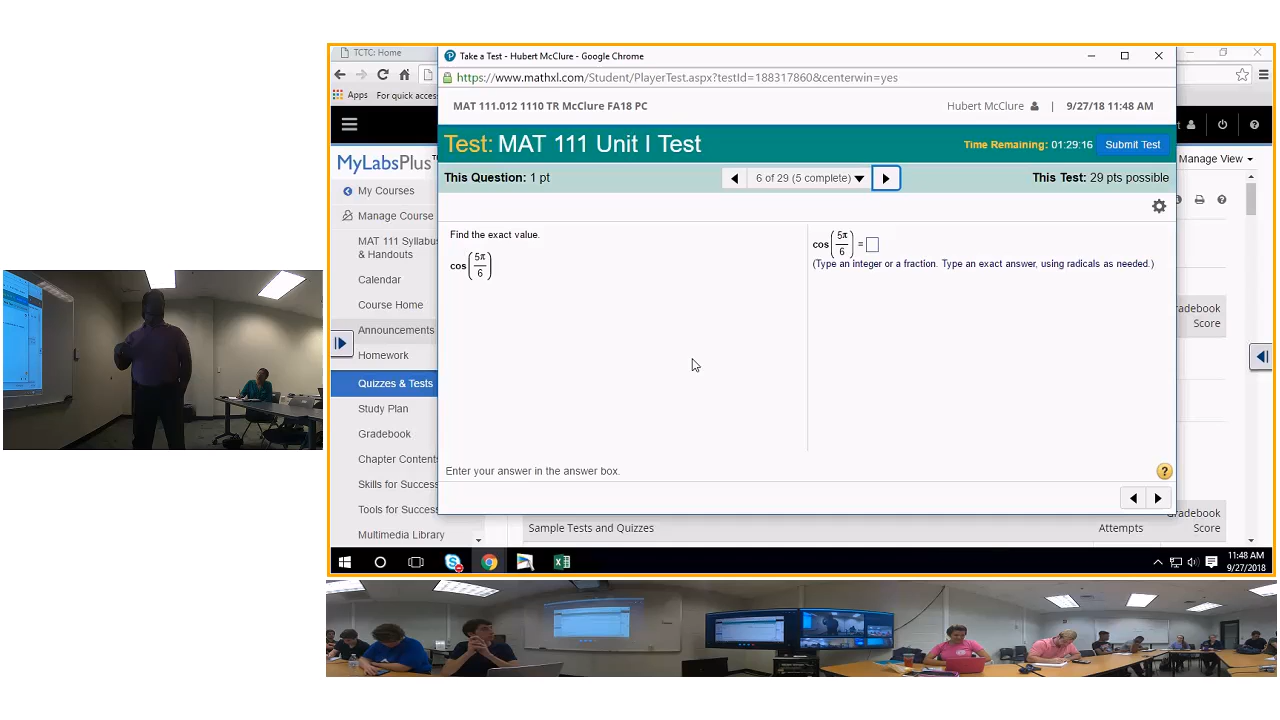 TCTC: Home
Take a Test - Hubert McClure - Google Chrome
https://www.mathxl.com/Student/PlayerTest.aspx?testId=188317860&centerwin=yes
Apps
For quick access
MAT 111.012 1110 TR McClure FA18 PC
Hubert McClure
9/27/18 11:48 AM
Test: MAT 111 Unit I Test
Time Remaining: 01:29:16
Submit Test
MyLabsPlus
Manage View
This Question: 1 pt
6 of 29 (5 complete)
This Test: 29 pts possible
My Courses
Manage Course
MAT 111 Syllabus
& Handouts
Calendar
Course Home
Announcements
Homework
Quizzes & Tests
Study Plan
Gradebook
Chapter Contents
Skills for Success
Tools for Success
Multimedia Library
Find the exact value.
cos(5π/6)
cos(5π/6) =
(Type an integer or a fraction. Type an exact answer, using radicals as needed.)
Enter your answer in the answer box.
Gradebook
Score
Sample Tests and Quizzes
Attempts
Gradebook
Score
11:48 AM
9/27/2018